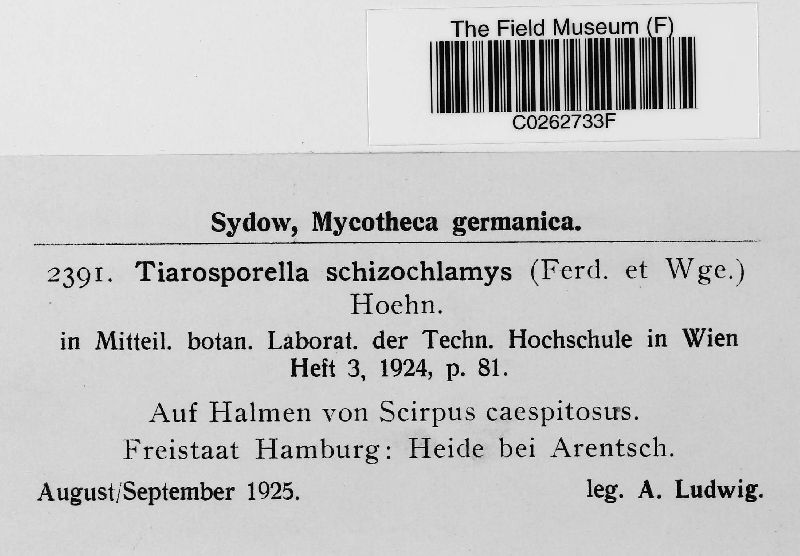 The Field Museum (F)
C0262733F
Sydow, Mycotheca germanica.
2391. Tiarosporella schizochlamys (Ferd. et Wge.)
Hoehn.
in Mitteil. botan. Laborat. der Techn. Hochschule in Wien
Heft 3, 1924, p. 81.
Auf Halmen von Scirpus caespitosus.
Freistaat Hamburg: Heide bei Arentsch.
August/September 1925. leg. A. Ludwig.